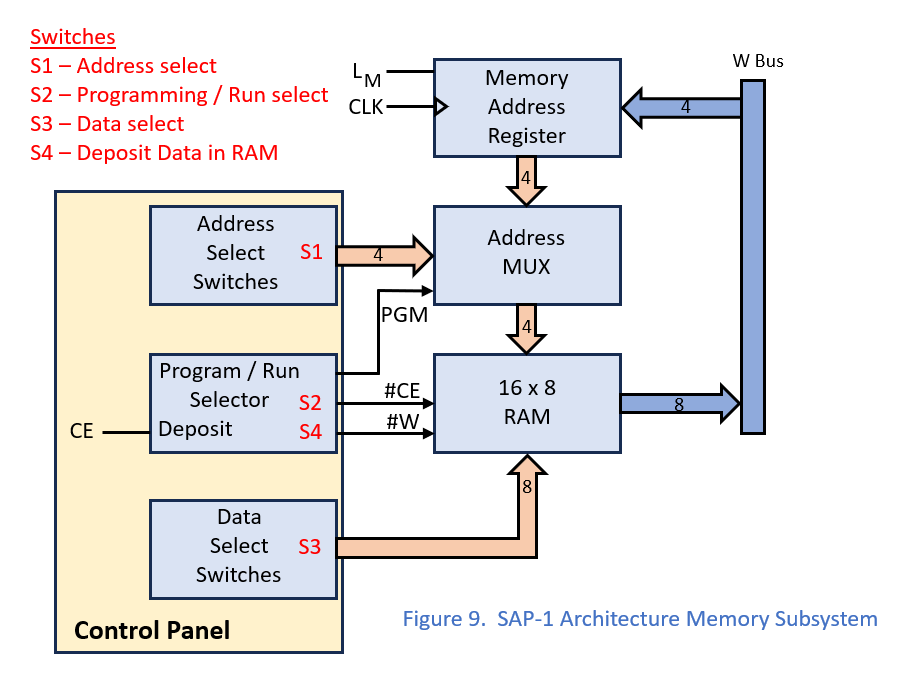 Switches
S1 – Address select
S2 – Programming / Run select
S3 – Data select
S4 – Deposit Data in RAM
W Bus
LM
CLK
Memory
Address
Register
4
4
Address
Select S1
Switches
4
Address
MUX
PGM
4
Program / Run
Selector S2
Deposit S4
CE
#CE
#W
16 x 8
RAM
8
8
Data
Select S3
Switches
Control Panel
Figure 9. SAP-1 Architecture Memory Subsystem